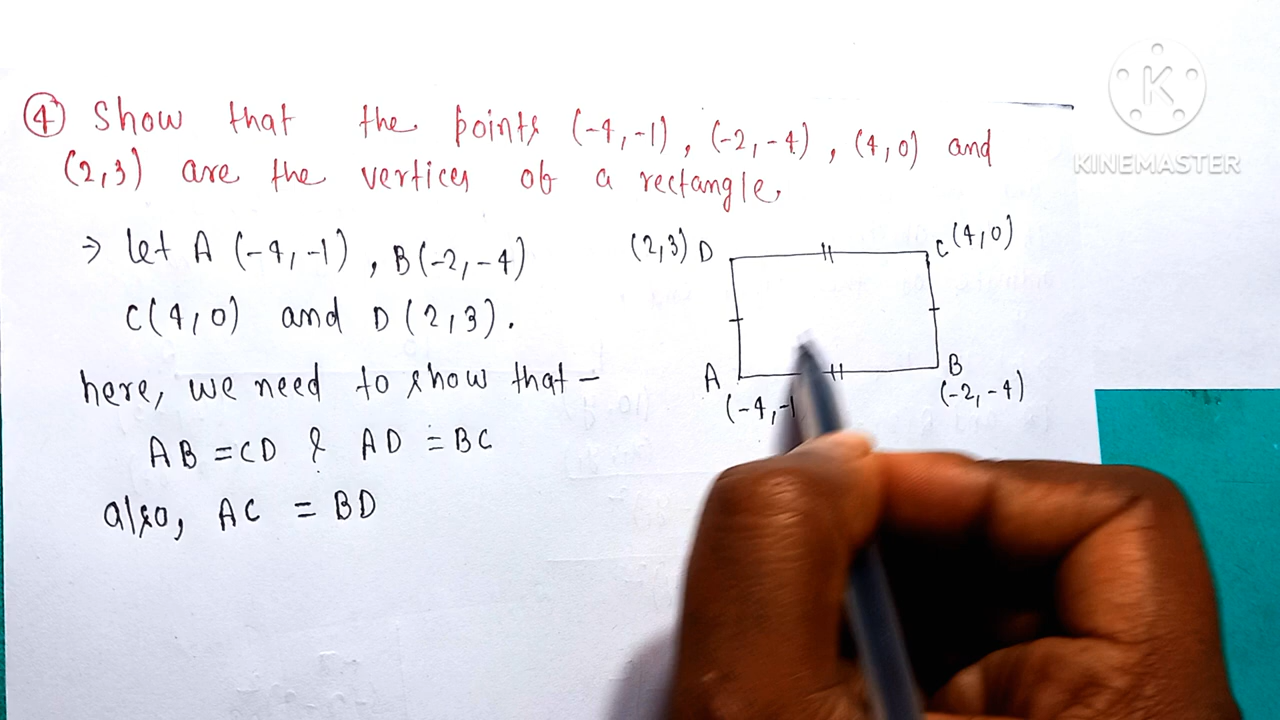 ④ Show that the points (-4,-1), (-2,-4), (4,0) and
(2,3) are the vertices of a rectangle.
→ let A (-4,-1), B(-2,-4)
C(4,0) and D(2,3).
here, we need to show that -
AB = CD & AD = BC
also, AC = BD
(2,3) D
C (4,0)
A
(-4,-1
B
(-2,-4)
K
KINEMASTER